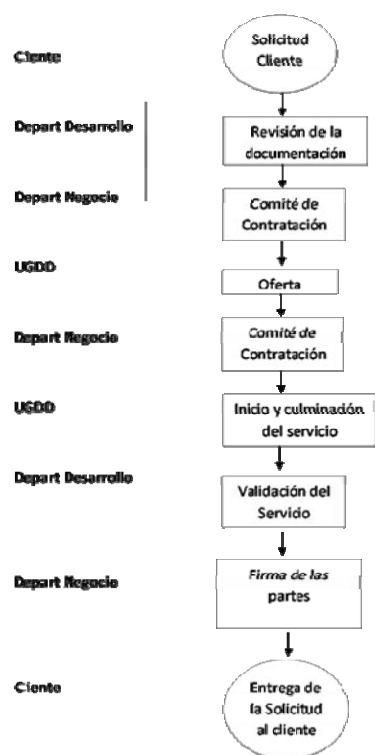 Solicitud
Cliente
Cliente
Depart Desarrollo
Revisión de la
documentación
Depart Negocio
Comité de
Contratación
UGDD
Oferta
Depart Negocio
Comité de
Contratación
UGDD
Inicio y culminación
del servicio
Depart Desarrollo
Validación del
Servicio
Depart Negocio
Firma de las
partes
Cliente
Entrega de
la Solicitud
al cliente